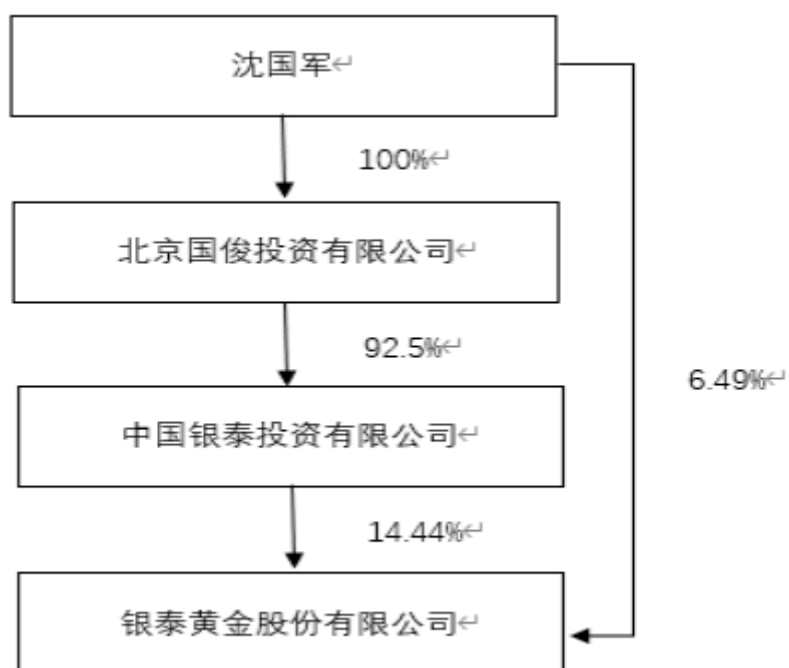 沈国军
100%
北京国俊投资有限公司
92.5%
6.49%
中国银泰投资有限公司
14.44%
银泰黄金股份有限公司